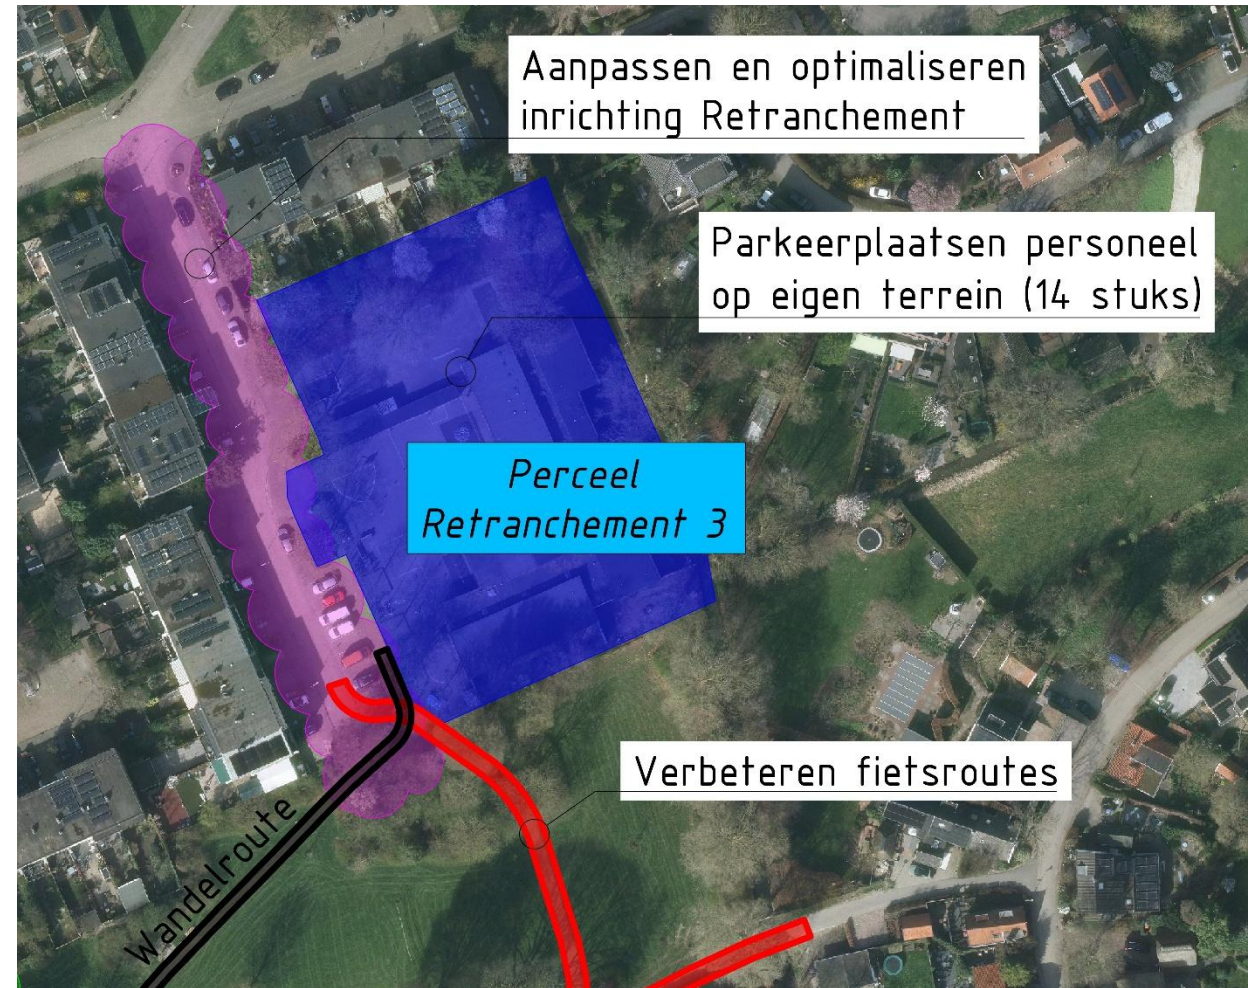 Aanpassen en optimaliseren
inrichting Retranchement
Parkeerplaatsen personeel
op eigen terrein (14 stuks)
Perceel
Retranchement 3
Verbeteren fietsroutes
Wandelroute